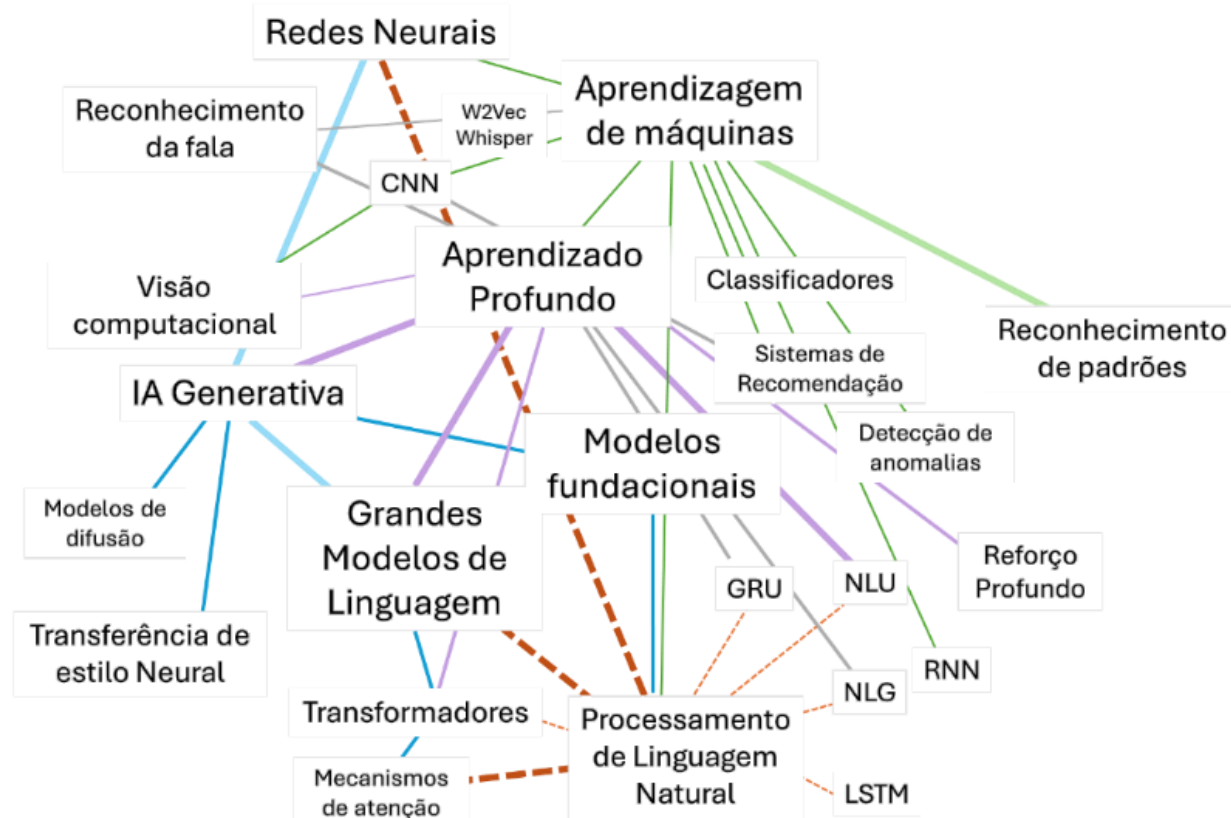 Redes Neurais
Aprendizagem
de máquinas
Reconhecimento
da fala
W2Vec
Whisper
CNN
Aprendizado
Profundo
Classificadores
Visão
computacional
Reconhecimento
de padrões
Sistemas de
Recomendação
IA Generativa
Detecção de
anomalias
Modelos
fundacionais
Modelos de
difusão
Grandes
Modelos de
Linguagem
Reforço
Profundo
GRU
NLU
Transferência de
estilo Neural
RNN
NLG
Transformadores
Processamento
de Linguagem
Natural
Mecanismos
de atenção
LSTM